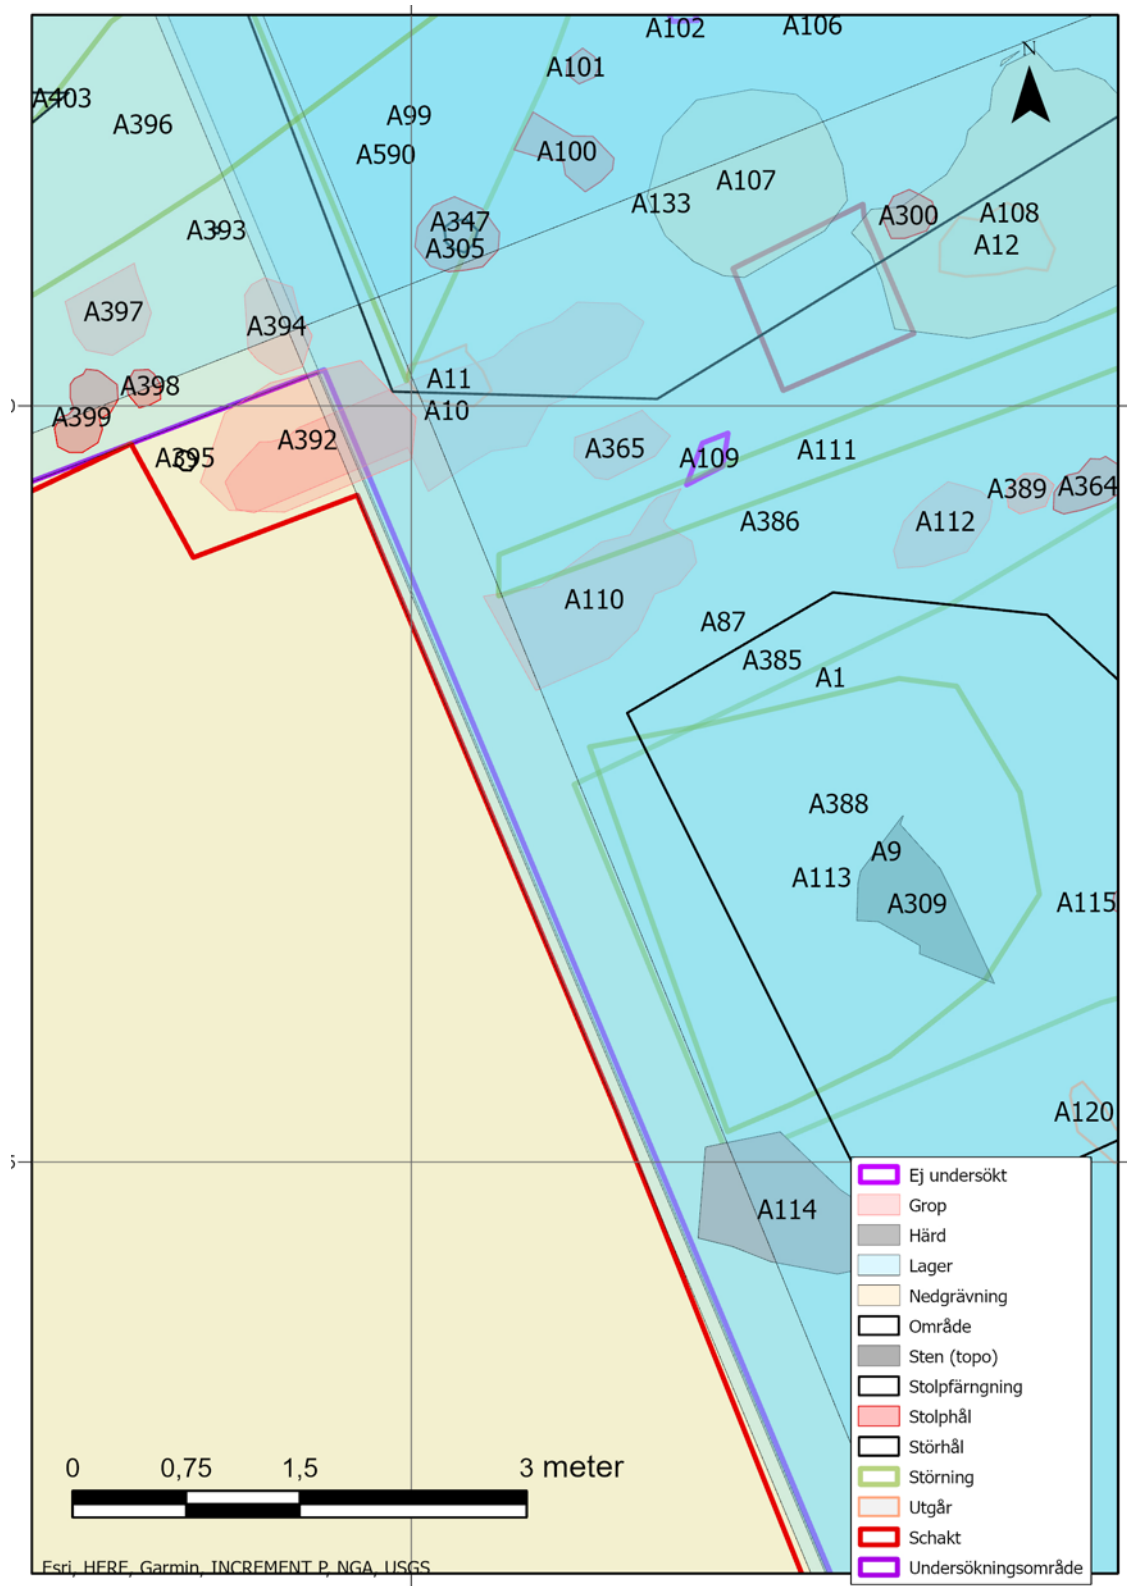 A102
A106
N
A101
A403
A99
A396
A590
A100
A107
A133
A347
A300
A108
A393
A305
A12
A397
A394
A11
A398
A10
A399
A392
A365
A111
A395
A109
A389
A364
A386
A112
A110
A87
A385
A1
A388
A9
A113
A309
A115
A120
A114
Ej undersökt
Grop
Härd
Lager
Nedgrävning
Område
Sten (topo)
Stolpfärngning
Stolphål
Störhål
Störning
Utgår
Schakt
Undersökningsområde
0 0,75 1,5 3 meter
Esri, HERE, Garmin, INCREMENT P, NGA, USGS